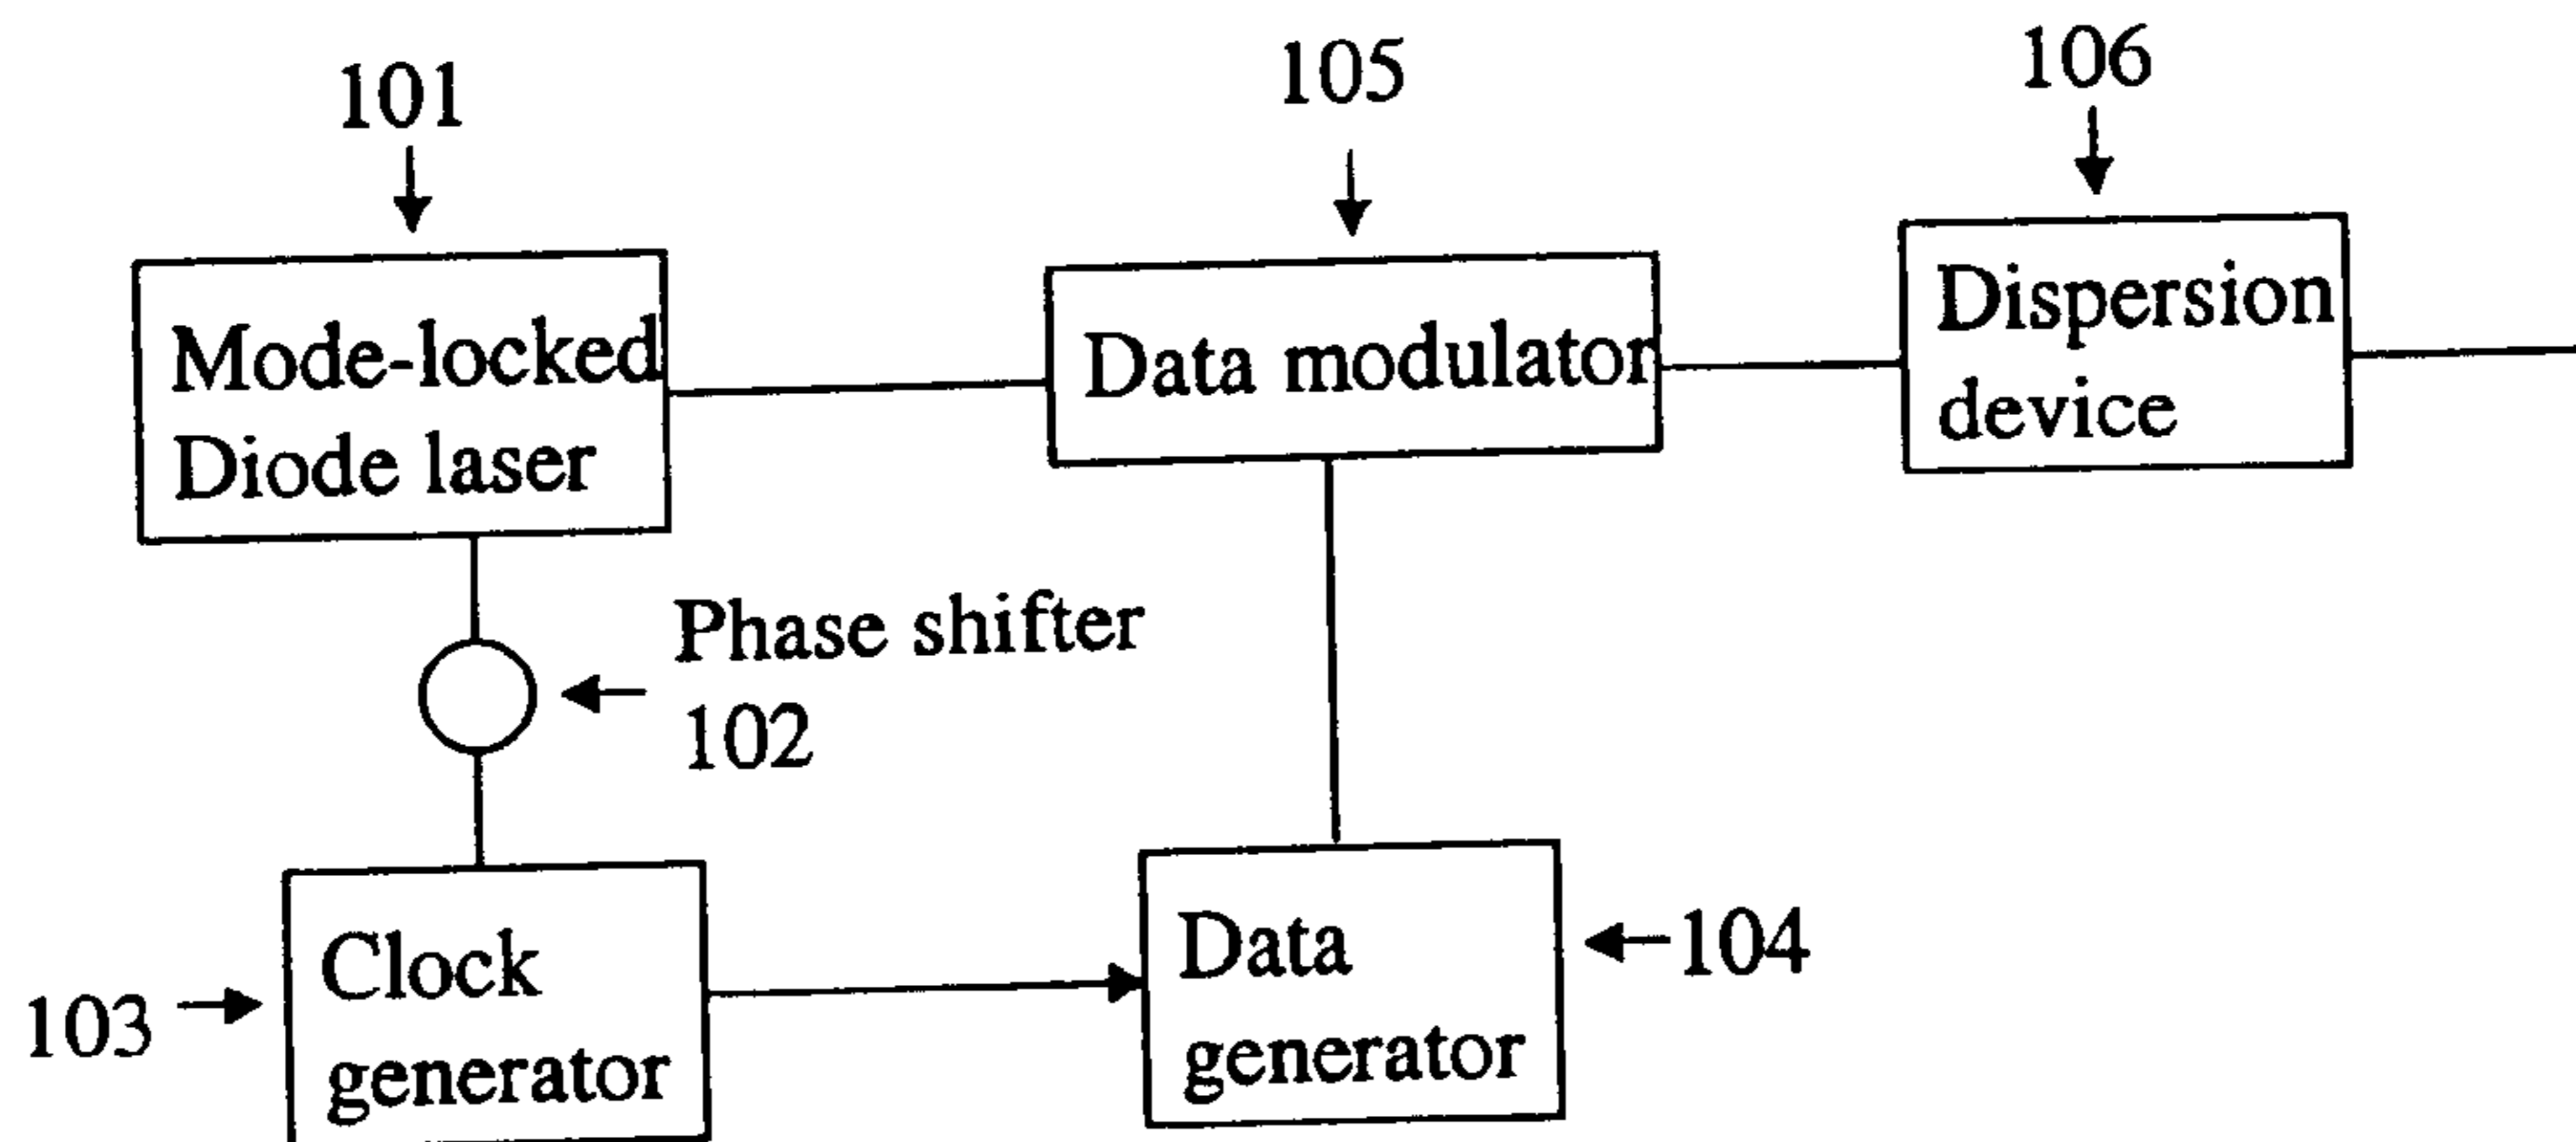 101
105
106
Mode-locked
Diode laser
Data modulator
Dispersion
device
Phase shifter
102
103
Clock
generator
Data
generator
104